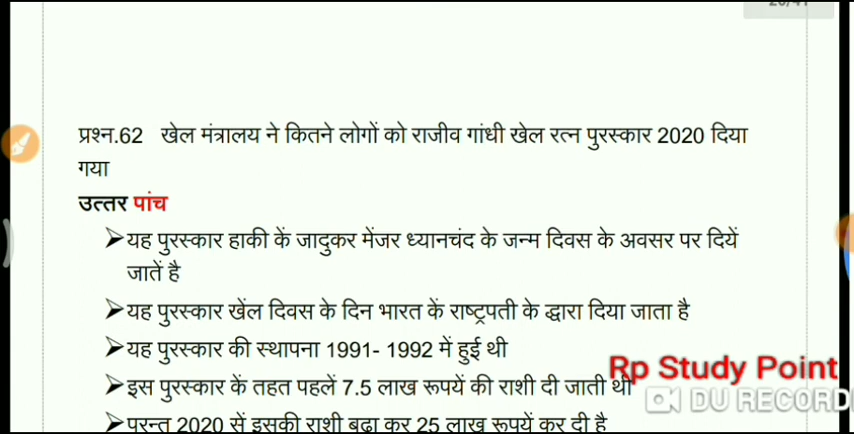 प्रश्न.62 खेल मंत्रालय ने कितने लोगों को राजीव गांधी खेल रत्न पुरस्कार 2020 दिया
गया
उत्तर पांच
➢यह पुरस्कार हाकी कें जादुकर मेंजर ध्यानचंद के जन्म दिवस के अवसर पर दियें
जातें है
➢यह पुरस्कार खेंल दिवस के दिन भारत कें राष्ट्रपती के द्धारा दिया जाता है
➢यह पुरस्कार की स्थापना 1991- 1992 में हुई थी
➢इस पुरस्कार कें तहत पहलें 7.5 लाख रूपयें की राशी दी जाती थी
➢परन्तु 2020 सें इसकी राशी बढा कर 25 लाख रूपयें कर दी है
Rp Study Point
DU RECORD